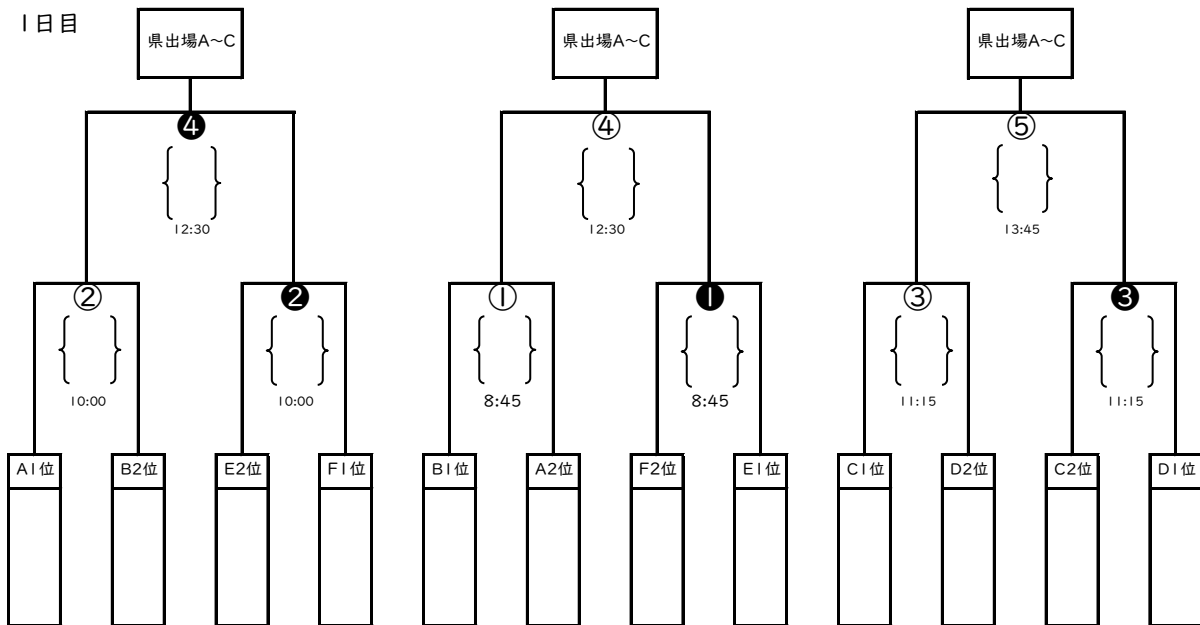 1日目
県出場A~C
県出場A~C
県出場A~C
❹
④
⑤
12:30
12:30
13:45
②
❷
①
❶
③
❸
10:00
10:00
8:45
8:45
11:15
11:15
A1位
B2位
E2位
F1位
B1位
A2位
F2位
E1位
C1位
D2位
C2位
D1位